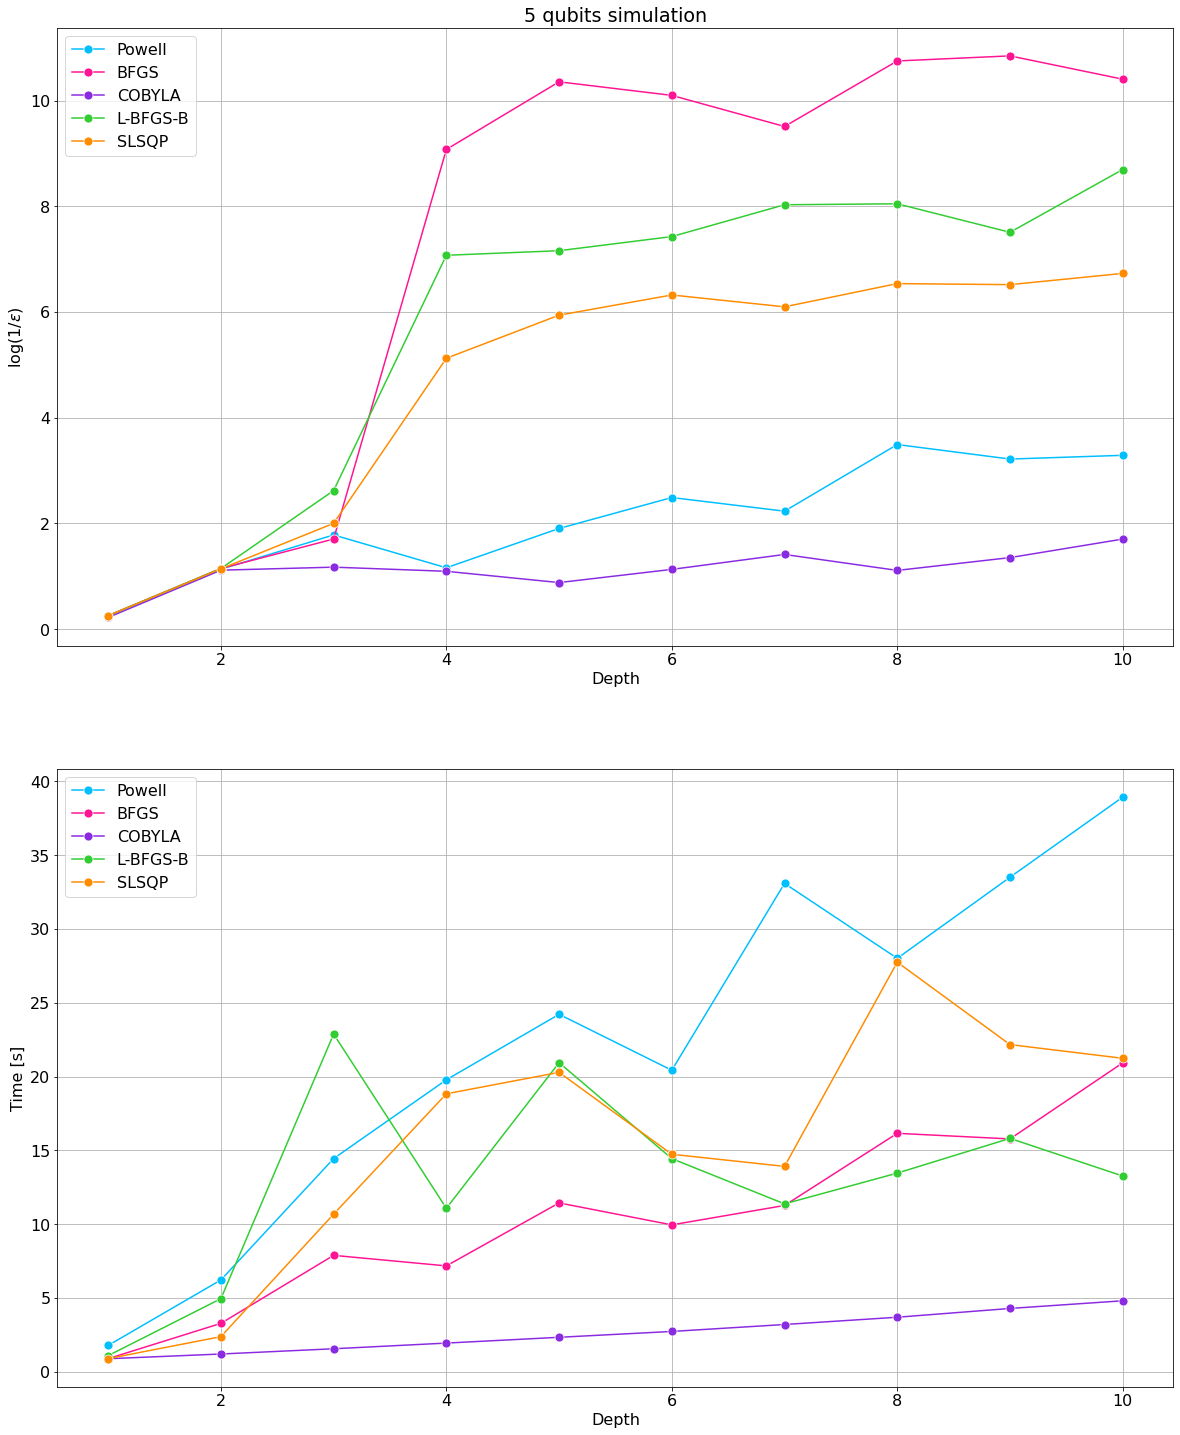 5 qubits simulation
Powell
BFGS
COBYLA
L-BFGS-B
SLSQP
10
8
6
4
2
0
log(1/ε)
2 4 6 8 10
Depth
Powell
BFGS
COBYLA
L-BFGS-B
SLSQP
40
35
30
25
20
15
10
5
0
Time [s]
2 4 6 8 10
Depth